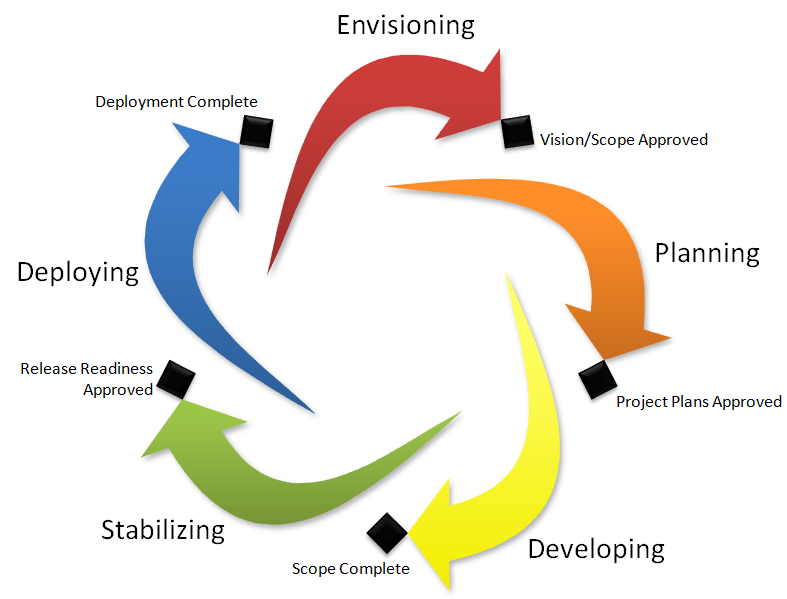 Envisioning
Deployment Complete
Vision/Scope Approved
Planning
Deploying
Release Readiness
Approved
Project Plans Approved
Stabilizing
Developing
Scope Complete